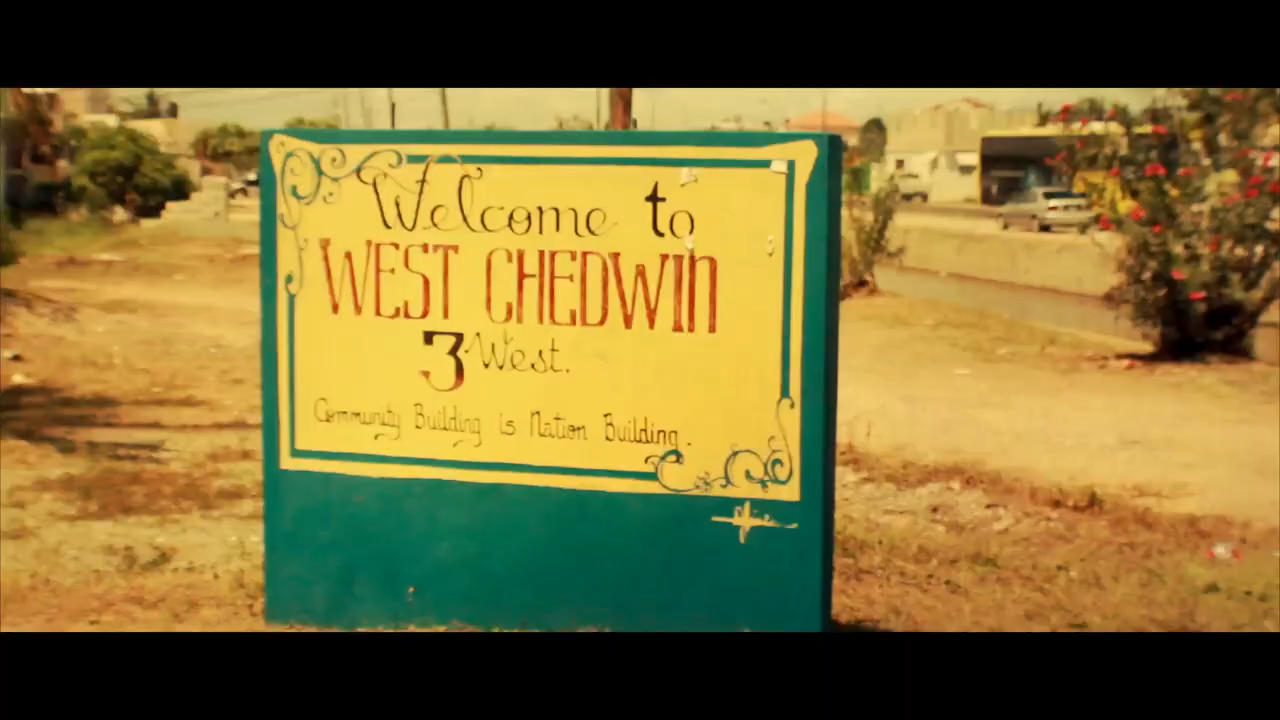 Welcome to
WEST CHEDWIN
3 West.
Community Building is Nation Building.